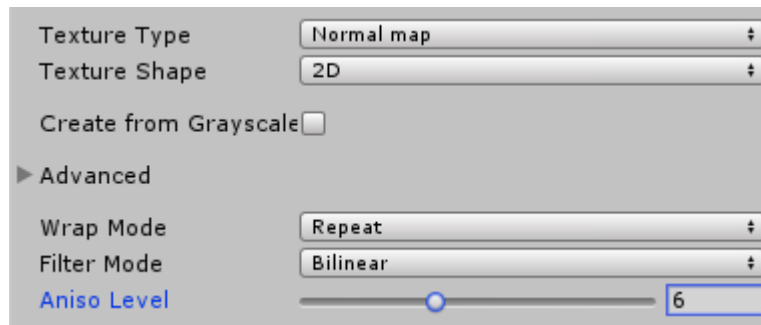 Texture Type Normal map
Texture Shape 2D
Create from Grayscale
Advanced
Wrap Mode Repeat
Filter Mode Bilinear
Aniso Level 6